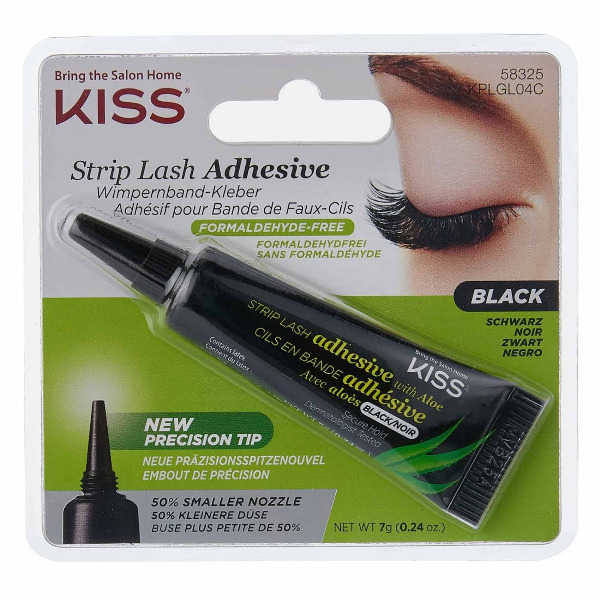 Bring the Salon Home
KISS®
58325
KPLGL04C
Strip Lash Adhesive
Wimpernband-Kleber
Adhésif pour Bande de Faux-Cils
FORMALDEHYDE-FREE
FORMALDEHYDFREI
SANS FORMALDÉHYDE
BLACK
SCHWARZ
NOIR
ZWART
NEGRO
STRIP LASH adhesive with Aloe
CILS EN BANDE adhésive
Avec aloès BLACK/NOIR
Secure Hold
Dermatologist Tested
Contains latex
Contient du latex
Bring the Salon Home
KISS®
NEW
PRECISION TIP
NEUE PRÄZISIONSSPITZENOUVEL
EMBOUT DE PRÉCISION
50% SMALLER NOZZLE
50% KLEINERE DÜSE
BUSE PLUS PETITE DE 50%
NET WT 7g (0.24 oz.)